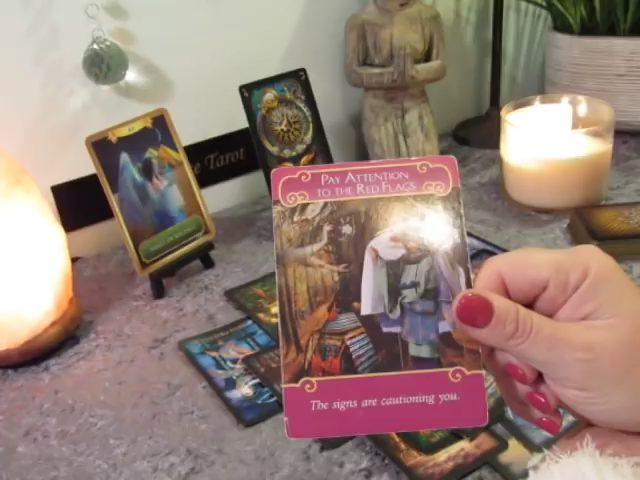 Pay Attention
to the Red Flags
The signs are cautioning you.
e Tarot